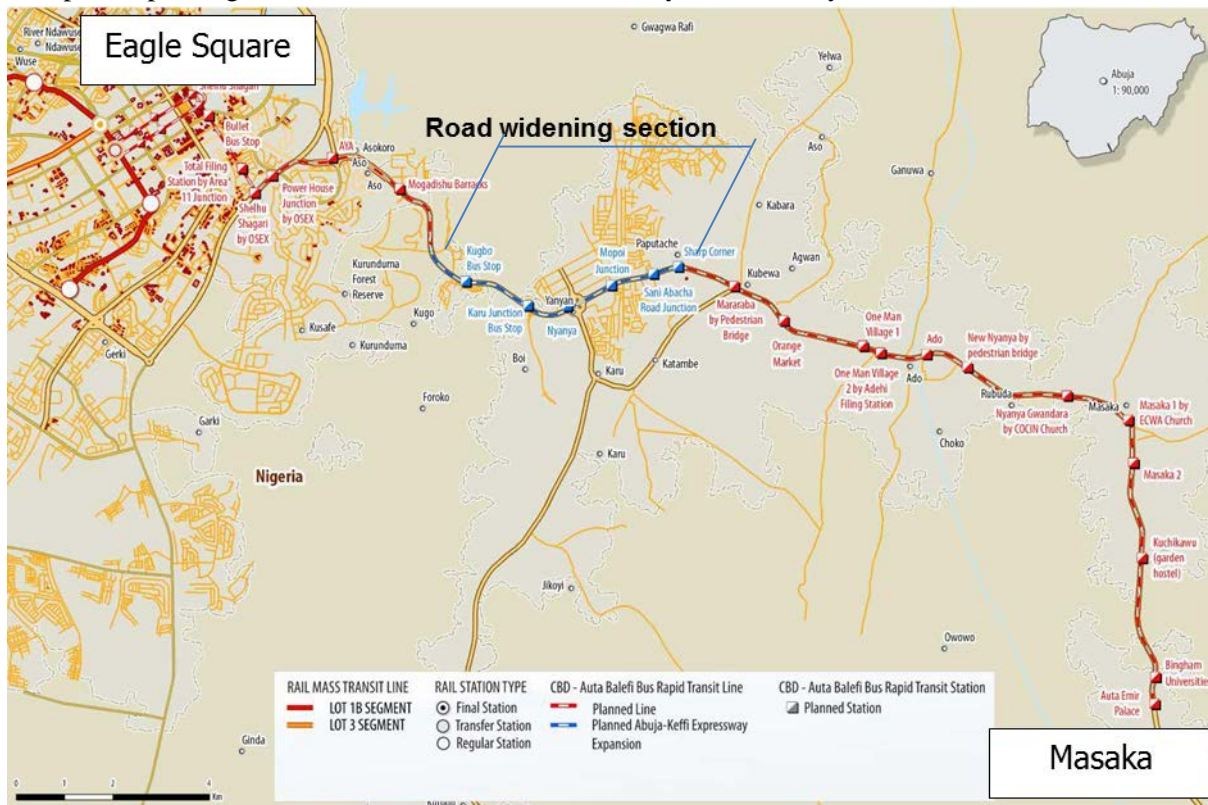 Eagle Square
Road widening section
Masaka
River Ndawuse
Ndawuse
Wuse
Shelhu Shagari
Bullet
Bus Stop
Total Filing
Station by Area
11 Junction
Shelhu
Shagari
by OSEX
Power House
Junction
by OSEX
AYA
Asokoro
Aso
Aso
Mogadishu Barracks
Gwagwa Rafi
Yelwa
Abuja
1: 90,000
Aso
Ganuwa
Kabara
Kugbo
Bus Stop
Mopoi
Junction
Paputache
Sharp Corner
Kurunduma
Forest
Reserve
Kubewa
Agwan
Yanyan
Karu Junction
Bus Stop
Nyanya
Sani Abacha
Road Junction
Mararaba
by Pedestrian
Bridge
One Man
Village 1
Ado
New Nyanya by
pedestrian bridge
Kusafe
Kugo
Kurunduma
Gerki
Boi
Karu
Katambe
Orange
Market
One Man Village
2 by Adehi
Filing Station
Ado
Rubuda
Nyanya Gwandara
by COCIN Church
Masaka
Masaka 1 by
ECWA Church
Foroko
Garki
Choko
Karu
Masaka 2
Nigeria
Kuchikawu
(garden
hostel)
Jikoyi
Owowo
Bingham
Universitie
Auta Emir
Palace
Ginda
RAIL MASS TRANSIT LINE
LOT 1B SEGMENT
LOT 3 SEGMENT
RAIL STATION TYPE
Final Station
Transfer Station
Regular Station
CBD - Auta Balefi Bus Rapid Transit Line
Planned Line
Planned Abuja-Keffi Expressway
Expansion
CBD - Auta Balefi Bus Rapid Transit Station
Planned Station
0 1 2 4
Km